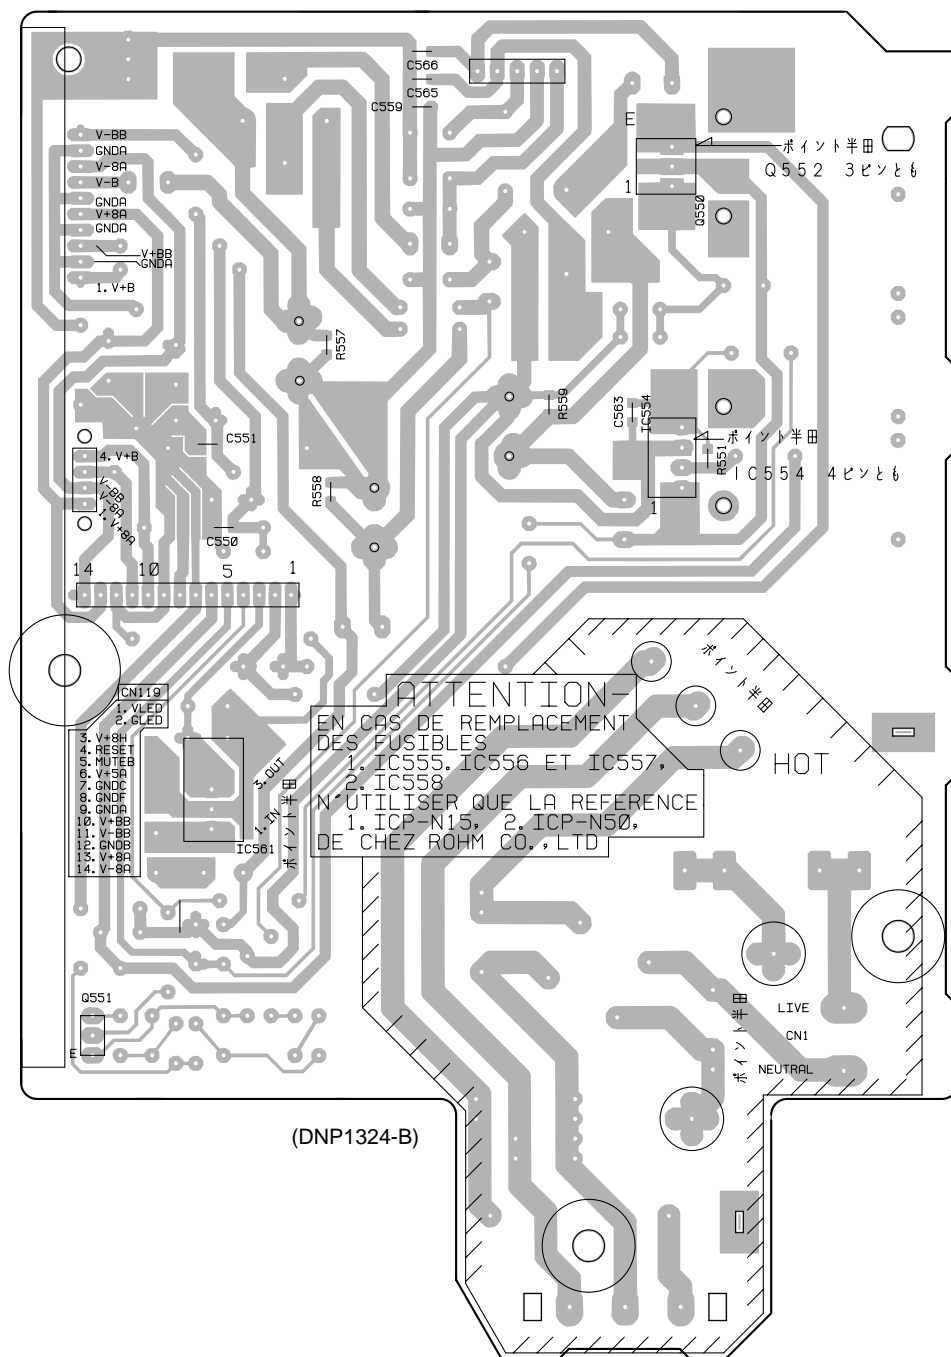 C566
C565
C559
V-BB
GNDA
V-8A
V-B
GNDA
V+8A
GNDA
V+BB
GNDA
1. V+B
E
1
Q550
ポイント半田
Q552 3ピンとも
R557
R559
C563
IC554
R551
ポイント半田
IC554 4ピンとも
1
C551
4. V+B
V-BB
V-8A
1. V+8A
R558
C550
14
10
5
1
CN119
1. VLED
2. GLED
3. V+8H
4. RESET
5. MUTEB
6. V+5A
7. GNDC
8. GNDF
9. GNDA
10. V+BB
11. V-BB
12. GNDB
13. V+8A
14. V-8A
3. OUT
1. IN
ポイント半田
IC561
ATTENTION-
EN CAS DE REMPLACEMENT
DES FUSIBLES
1. IC555. IC556 ET IC557,
2. IC558
N'UTILISER QUE LA REFERENCE
1. ICP-N15, 2. ICP-N50,
DE CHEZ ROHM CO., LTD
ポイント半田
HOT
Q551
E
ポイント半田
LIVE
CN1
NEUTRAL
(DNP1324-B)